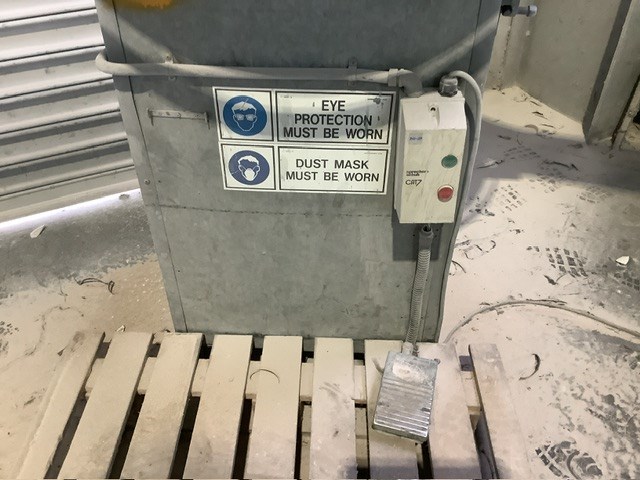 EYE
PROTECTION
MUST BE WORN
DUST MASK
MUST BE WORN